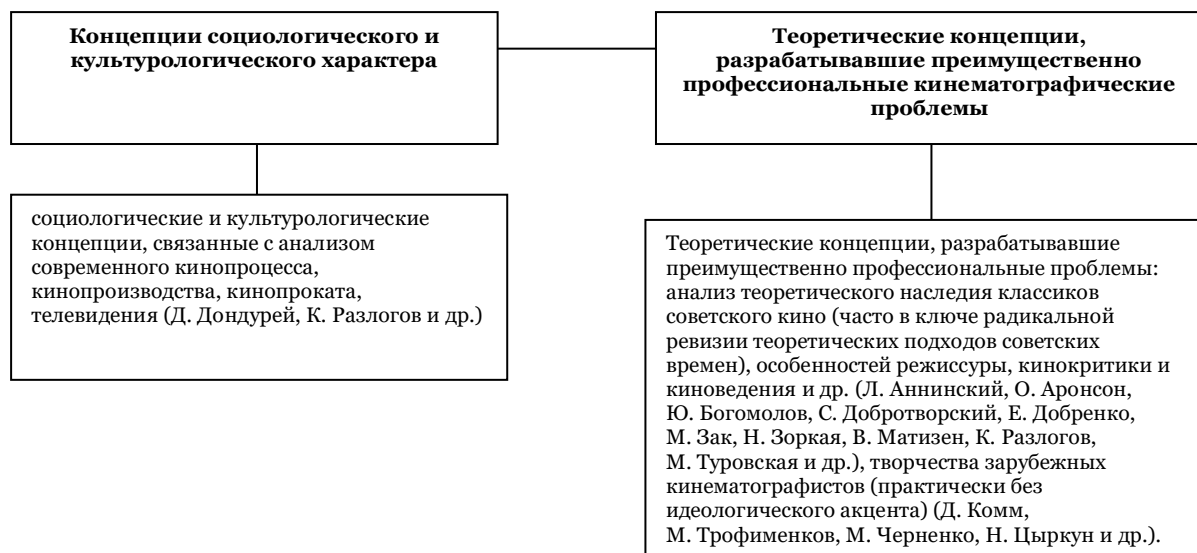 Концепции социологического и
культурологического характера
Теоретические концепции,
разрабатывавшие преимущественно
профессиональные кинематографические
проблемы
социологические и культурологические
концепции, связанные с анализом
современного кинопроцесса,
кинопроизводства, кинопроката,
телевидения (Д. Дондурей, К. Разлогов и др.)
Теоретические концепции, разрабатывавшие
преимущественно профессиональные проблемы:
анализ теоретического наследия классиков
советского кино (часто в ключе радикальной
ревизии теоретических подходов советских
времен), особенностей режиссуры, кинокритики и
киноведения и др. (Л. Аннинский, О. Аронсон,
Ю. Богомолов, С. Добротворский, Е. Добренко,
М. Зак, Н. Зоркая, В. Матизен, К. Разлогов,
М. Туровская и др.), творчества зарубежных
кинематографистов (практически без
идеологического акцента) (Д. Комм,
М. Трофименков, М. Черненко, Н. Цыркун и др.).